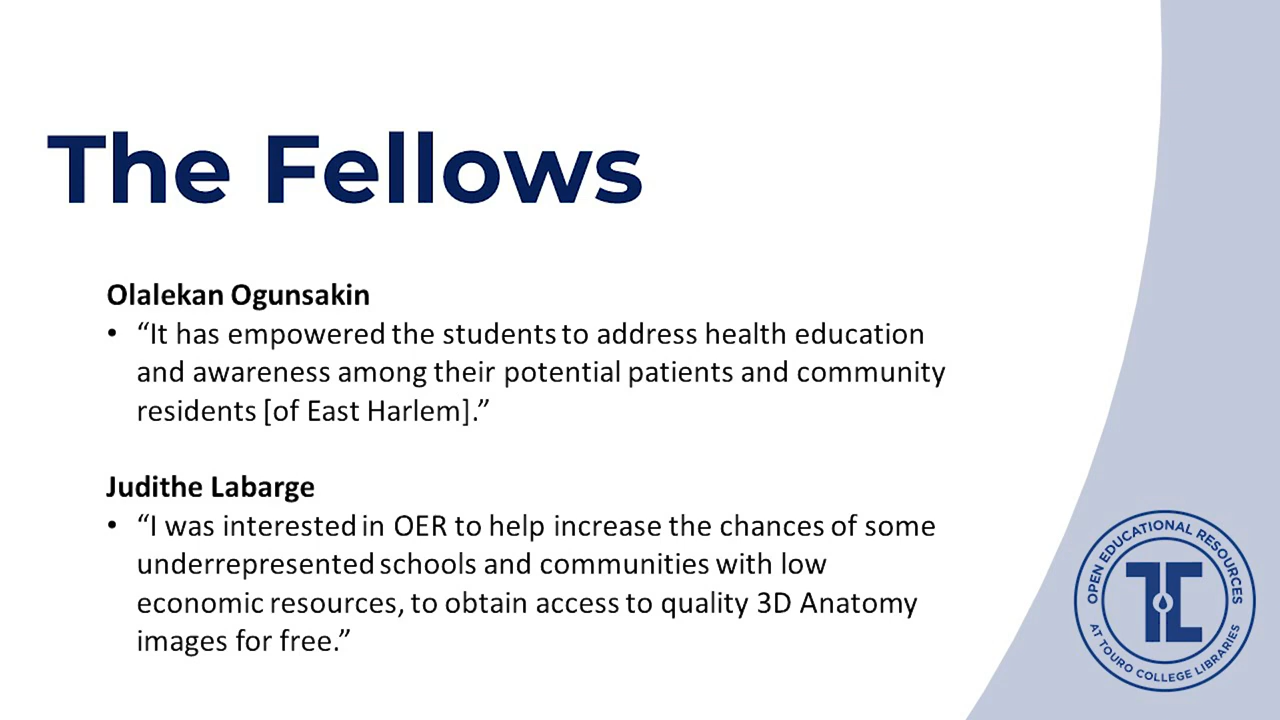 The Fellows
Olalekan Ogunsakin
• “It has empowered the students to address health education
and awareness among their potential patients and community
residents [of East Harlem].”
Judithe Labarge
• “I was interested in OER to help increase the chances of some
underrepresented schools and communities with low
economic resources, to obtain access to quality 3D Anatomy
images for free.”
OPEN EDUCATIONAL RESOURCES
TC
AT TOURO COLLEGE LIBRARIES